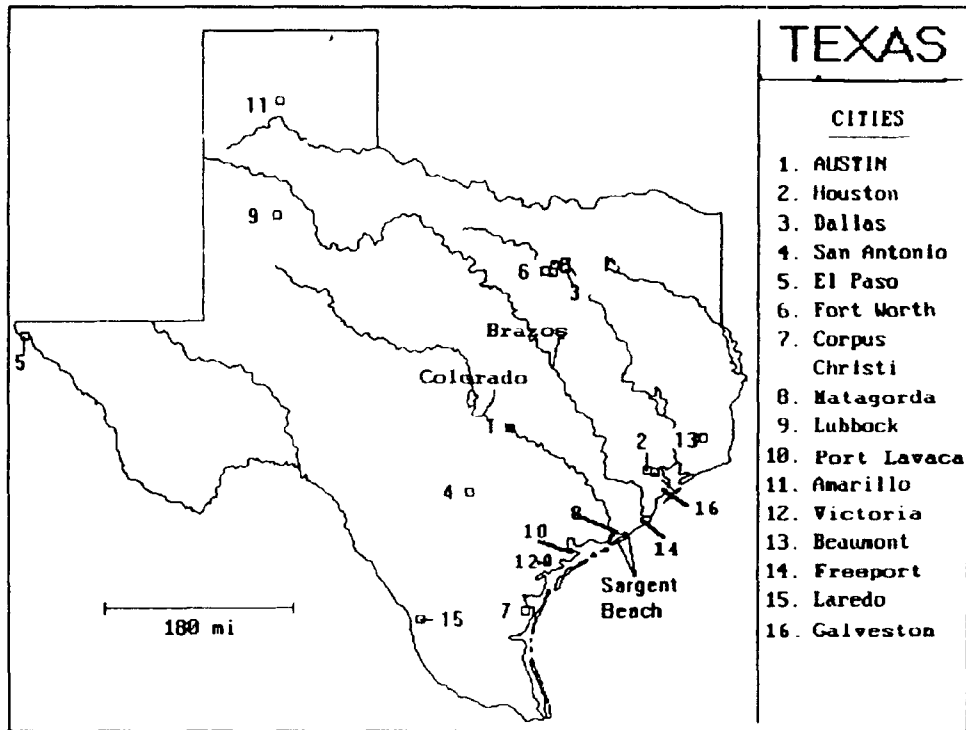 TEXAS
CITIES
1. AUSTIN
2. Houston
3. Dallas
4. San Antonio
5. El Paso
6. Fort Worth
7. Corpus
Christi
8. Matagorda
9. Lubbock
10. Port Lavaca
11. Amarillo
12. Victoria
13. Beaumont
14. Freeport
15. Laredo
16. Galveston
11
9
6
3
5
Brazos
Colorado
1
2
13
4
16
8
10
14
12
Sargent
Beach
7
15
180 mi